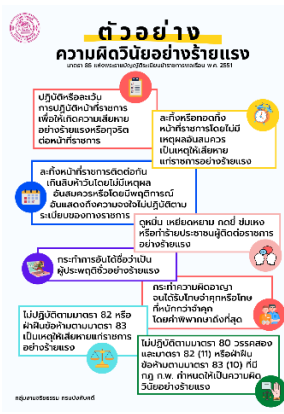 ตัวอย่าง
ความผิดวินัยอย่างร้ายแรง
มาตรา 85 แห่งพระราชบัญญัติระเบียบข้าราชการพลเรือน พ.ศ. 2551
ปฏิบัติหรือละเว้น
การปฏิบัติหน้าที่ราชการ
เพื่อให้เกิดความเสียหาย
อย่างร้ายแรงหรือทุจริต
ต่อหน้าที่ราชการ
ละทิ้งหรือทอดทิ้ง
หน้าที่ราชการโดยไม่มี
เหตุผลอันสมควร
เป็นเหตุให้เสียหาย
แก่ราชการอย่างร้ายแรง
ละทิ้งหน้าที่ราชการติดต่อกัน
เกินสิบห้าวันโดยไม่มีเหตุผล
อันสมควรหรือโดยมีพฤติการณ์
อันแสดงถึงความจงใจไม่ปฏิบัติตาม
ระเบียบของทางราชการ
ดูหมิ่น เหยียดหยาม กดขี่ ข่มเหง
หรือทำร้ายประชาชนผู้ติดต่อราชการ
อย่างร้ายแรง
กระทำการอันได้ชื่อว่าเป็น
ผู้ประพฤติชั่วอย่างร้ายแรง
กระทำความผิดอาญา
จนได้รับโทษจำคุกหรือโทษ
ที่หนักกว่าจำคุก
โดยคำพิพากษาถึงที่สุด
ไม่ปฏิบัติตามมาตรา 82 หรือ
ฝ่าฝืนข้อห้ามตามมาตรา 83
เป็นเหตุให้เสียหายแก่ราชการ
อย่างร้ายแรง
ไม่ปฏิบัติตามมาตรา 80 วรรคสอง
และมาตรา 82 (11) หรือฝ่าฝืน
ข้อห้ามตามมาตรา 83 (10) ที่มี
กฎ ก.พ. กำหนดให้เป็นความผิด
วินัยอย่างร้ายแรง
กลุ่มงานจริยธรรม กรมบังคับคดี